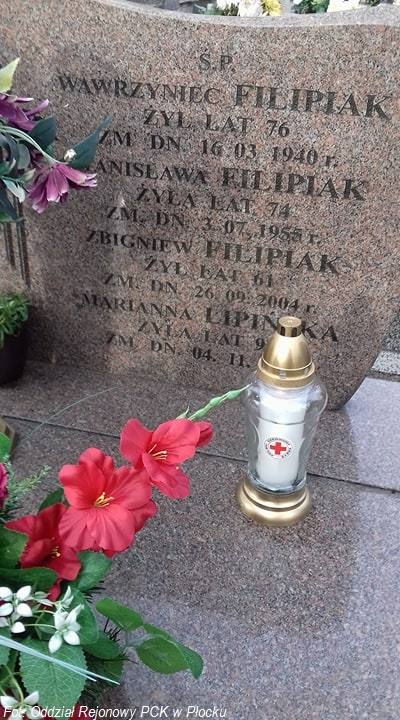 Ś.P.
WAWRZYNIEC FILIPIAK
ŻYŁ LAT 76
ZM. DN. 16 03 1940 r.
FILIPIAK
ŻYŁA LAT 74
ZM. DN. 3.07.1955 r.
ZBIGNIEW FILIPIAK
ŻYŁ LAT 61
ZM. DN. 26.09.2004 r.
MARIANNA
ŻYŁA LAT
ZM. DN. 04. 11.
Fot. Oddział Rejonowy PCK w Płocku